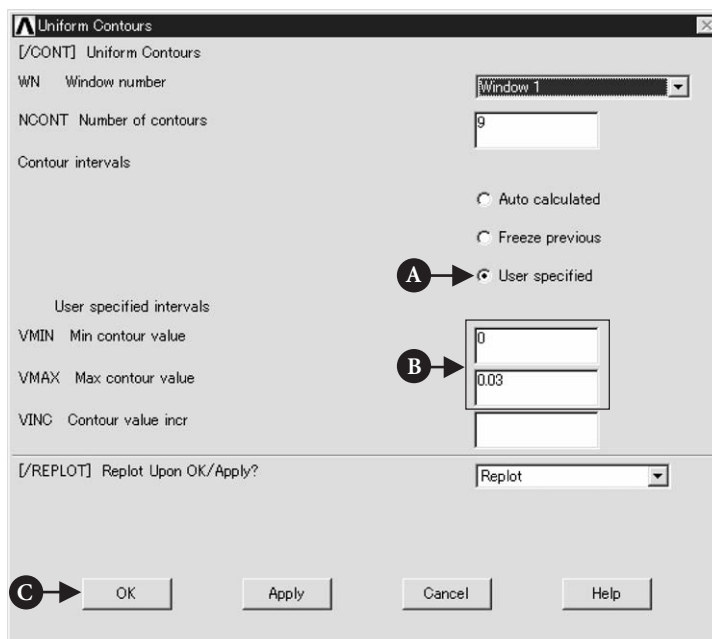 Uniform Contours
[/CONT] Uniform Contours
WN Window number
Window 1
NCONT Number of contours
9
Contour intervals
Auto calculated
Freeze previous
A
User specified
User specified intervals
VMIN Min contour value
0
B
VMAX Max contour value
0.03
VINC Contour value incr
[/REPLOT] Replot Upon OK/Apply?
Replot
C
OK
Apply
Cancel
Help